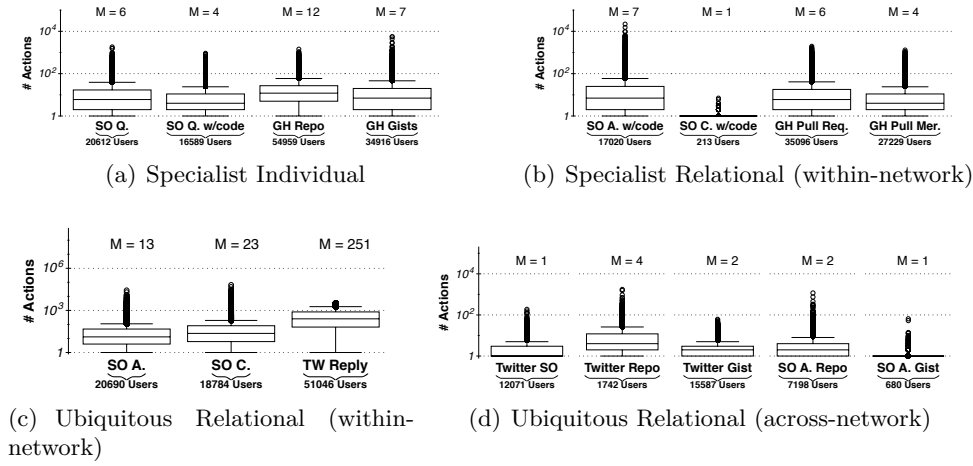 M = 6 M = 4 M = 12 M = 7
# Actions
10^4
10^2
1
SO Q. SO Q. w/code GH Repo GH Gists
20612 Users 16589 Users 54959 Users 34916 Users
(a) Specialist Individual
M = 7 M = 1 M = 6 M = 4
# Actions
10^4
10^2
1
SO A. w/code SO C. w/code GH Pull Req. GH Pull Mer.
17020 Users 213 Users 35096 Users 27229 Users
(b) Specialist Relational (within-network)
M = 13 M = 23 M = 251
# Actions
10^6
10^3
1
SO A. SO C. TW Reply
20690 Users 18784 Users 51046 Users
(c) Ubiquitous Relational (within-
network)
M = 1 M = 4 M = 2 M = 2 M = 1
# Actions
10^4
10^2
1
Twitter SO Twitter Repo Twitter Gist SO A. Repo SO A. Gist
12071 Users 1742 Users 15587 Users 7198 Users 680 Users
(d) Ubiquitous Relational (across-network)